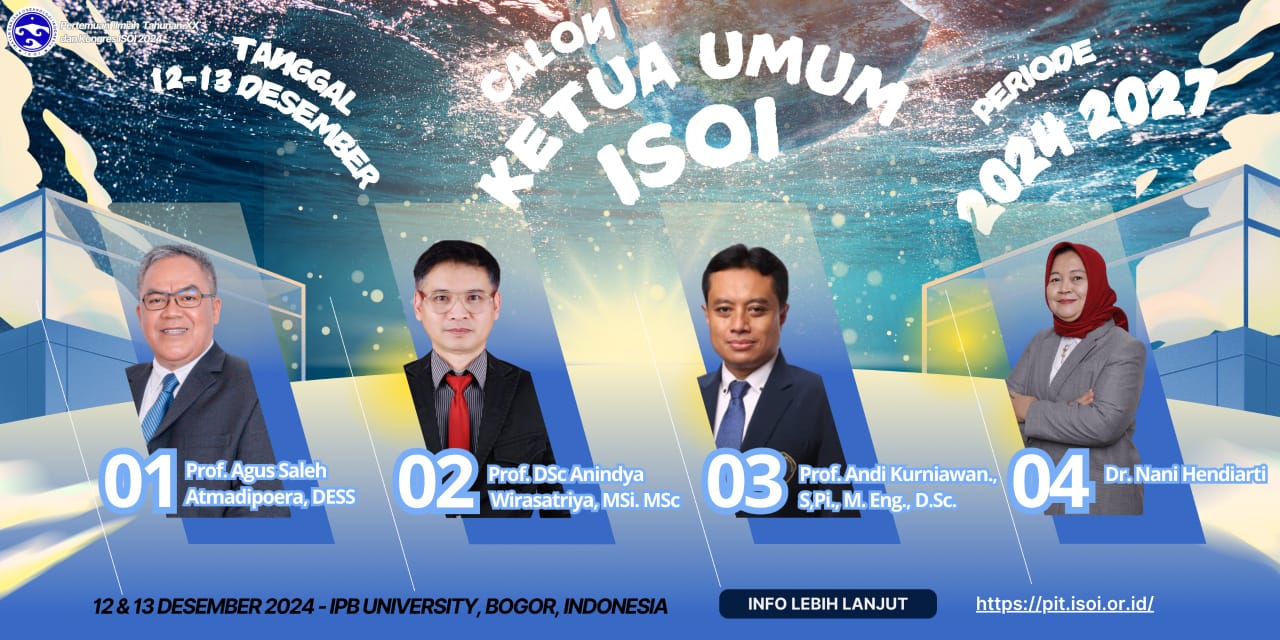 Pertemuan Ilmiah Tahunan XX
dan Kongres ISOI 2024
TANGGAL
12-13 DESEMBER
CALON
KETUA UMUM
ISOI
PERIODE
2024 2027
01
Prof. Agus Saleh
Atmadipoera, DESS
02
Prof. DSc Anindya
Wirasatriya, MSi. MSc
03
Prof. Andi Kurniawan.,
S,Pi., M. Eng., D.Sc.
04
Dr. Nani Hendiarti
12 & 13 DESEMBER 2024 - IPB UNIVERSITY, BOGOR, INDONESIA
INFO LEBIH LANJUT
https://pit.isoi.or.id/